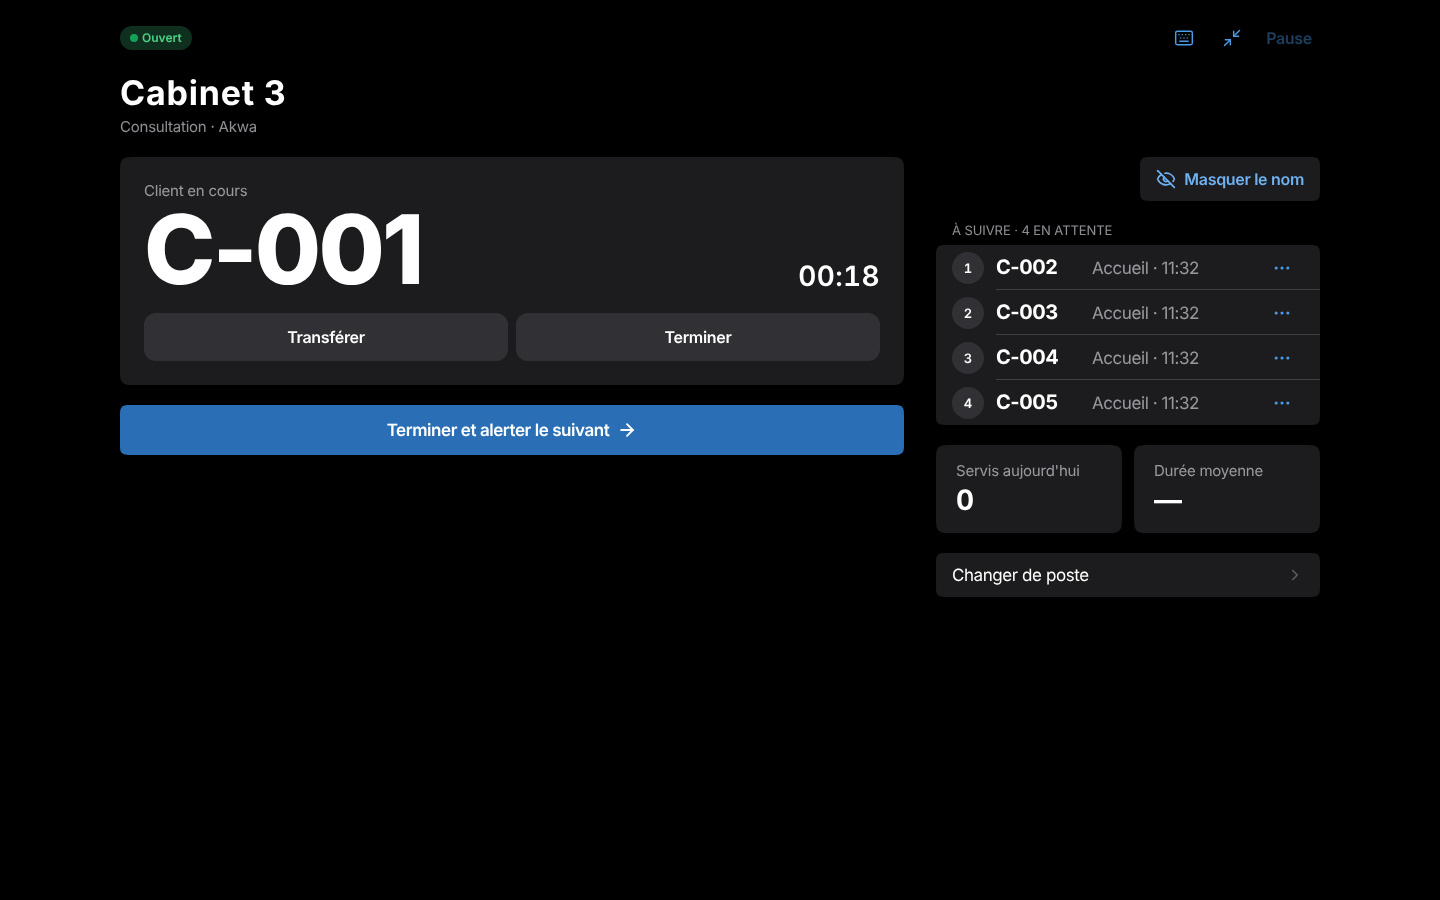 Ouvert
Pause
Cabinet 3
Consultation · Akwa
Client en cours
C-001
00:18
Transférer
Terminer
Terminer et alerter le suivant
Masquer le nom
À SUIVRE · 4 EN ATTENTE
1 C-002 Accueil · 11:32
2 C-003 Accueil · 11:32
3 C-004 Accueil · 11:32
4 C-005 Accueil · 11:32
Servis aujourd'hui
0
Durée moyenne
—
Changer de poste